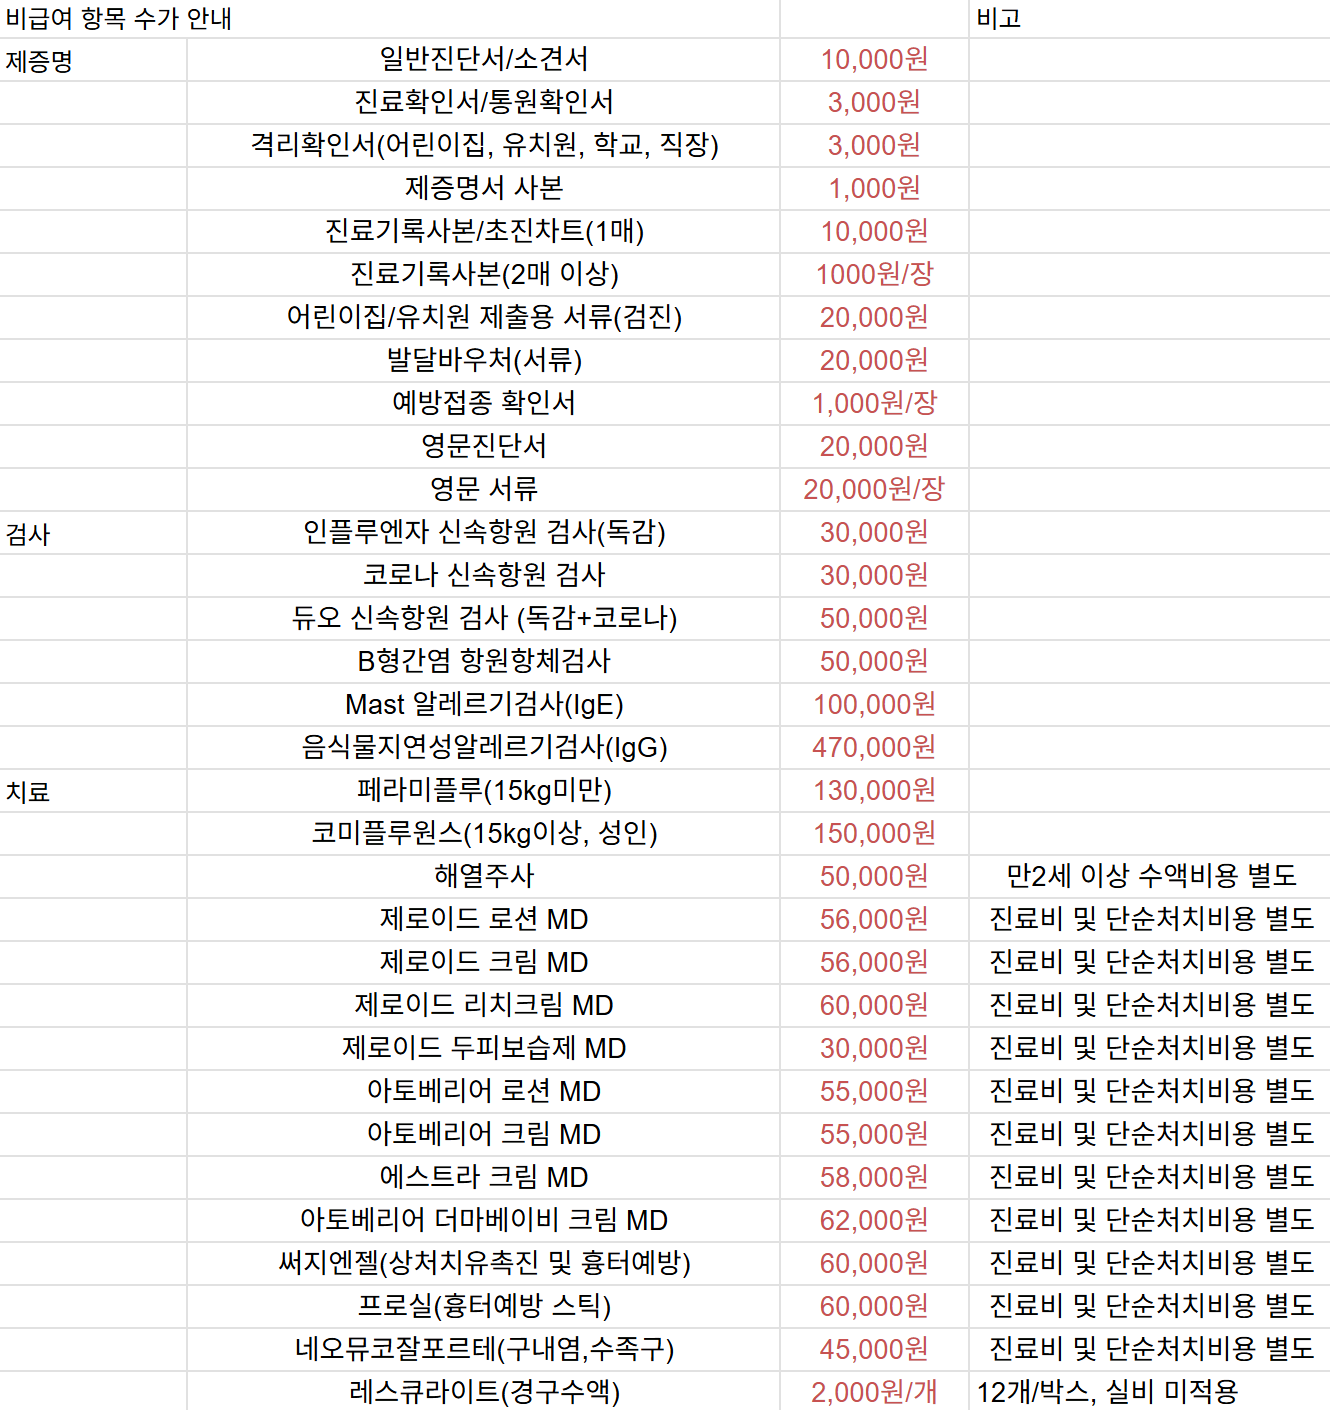 비급여 항목 수가 안내 비고
제증명 일반진단서/소견서 10,000원
진료확인서/통원확인서 3,000원
격리확인서(어린이집, 유치원, 학교, 직장) 3,000원
제증명서 사본 1,000원
진료기록사본/초진차트(1매) 10,000원
진료기록사본(2매 이상) 1000원/장
어린이집/유치원 제출용 서류(검진) 20,000원
발달바우처(서류) 20,000원
예방접종 확인서 1,000원/장
영문진단서 20,000원
영문 서류 20,000원/장
검사 인플루엔자 신속항원 검사(독감) 30,000원
코로나 신속항원 검사 30,000원
듀오 신속항원 검사 (독감+코로나) 50,000원
B형간염 항원항체검사 50,000원
Mast 알레르기검사(IgE) 100,000원
음식물지연성알레르기검사(IgG) 470,000원
치료 페라미플루(15kg미만) 130,000원
코미플루원스(15kg이상, 성인) 150,000원
해열주사 50,000원 만2세 이상 수액비용 별도
제로이드 로션 MD 56,000원 진료비 및 단순처치비용 별도
제로이드 크림 MD 56,000원 진료비 및 단순처치비용 별도
제로이드 리치크림 MD 60,000원 진료비 및 단순처치비용 별도
제로이드 두피보습제 MD 30,000원 진료비 및 단순처치비용 별도
아토베리어 로션 MD 55,000원 진료비 및 단순처치비용 별도
아토베리어 크림 MD 55,000원 진료비 및 단순처치비용 별도
에스트라 크림 MD 58,000원 진료비 및 단순처치비용 별도
아토베리어 더마베이비 크림 MD 62,000원 진료비 및 단순처치비용 별도
써지엔젤(상처치유촉진 및 흉터예방) 60,000원 진료비 및 단순처치비용 별도
프로실(흉터예방 스틱) 60,000원 진료비 및 단순처치비용 별도
네오뮤코잘포르테(구내염,수족구) 45,000원 진료비 및 단순처치비용 별도
레스큐라이트(경구수액) 2,000원/개 12개/박스, 실비 미적용